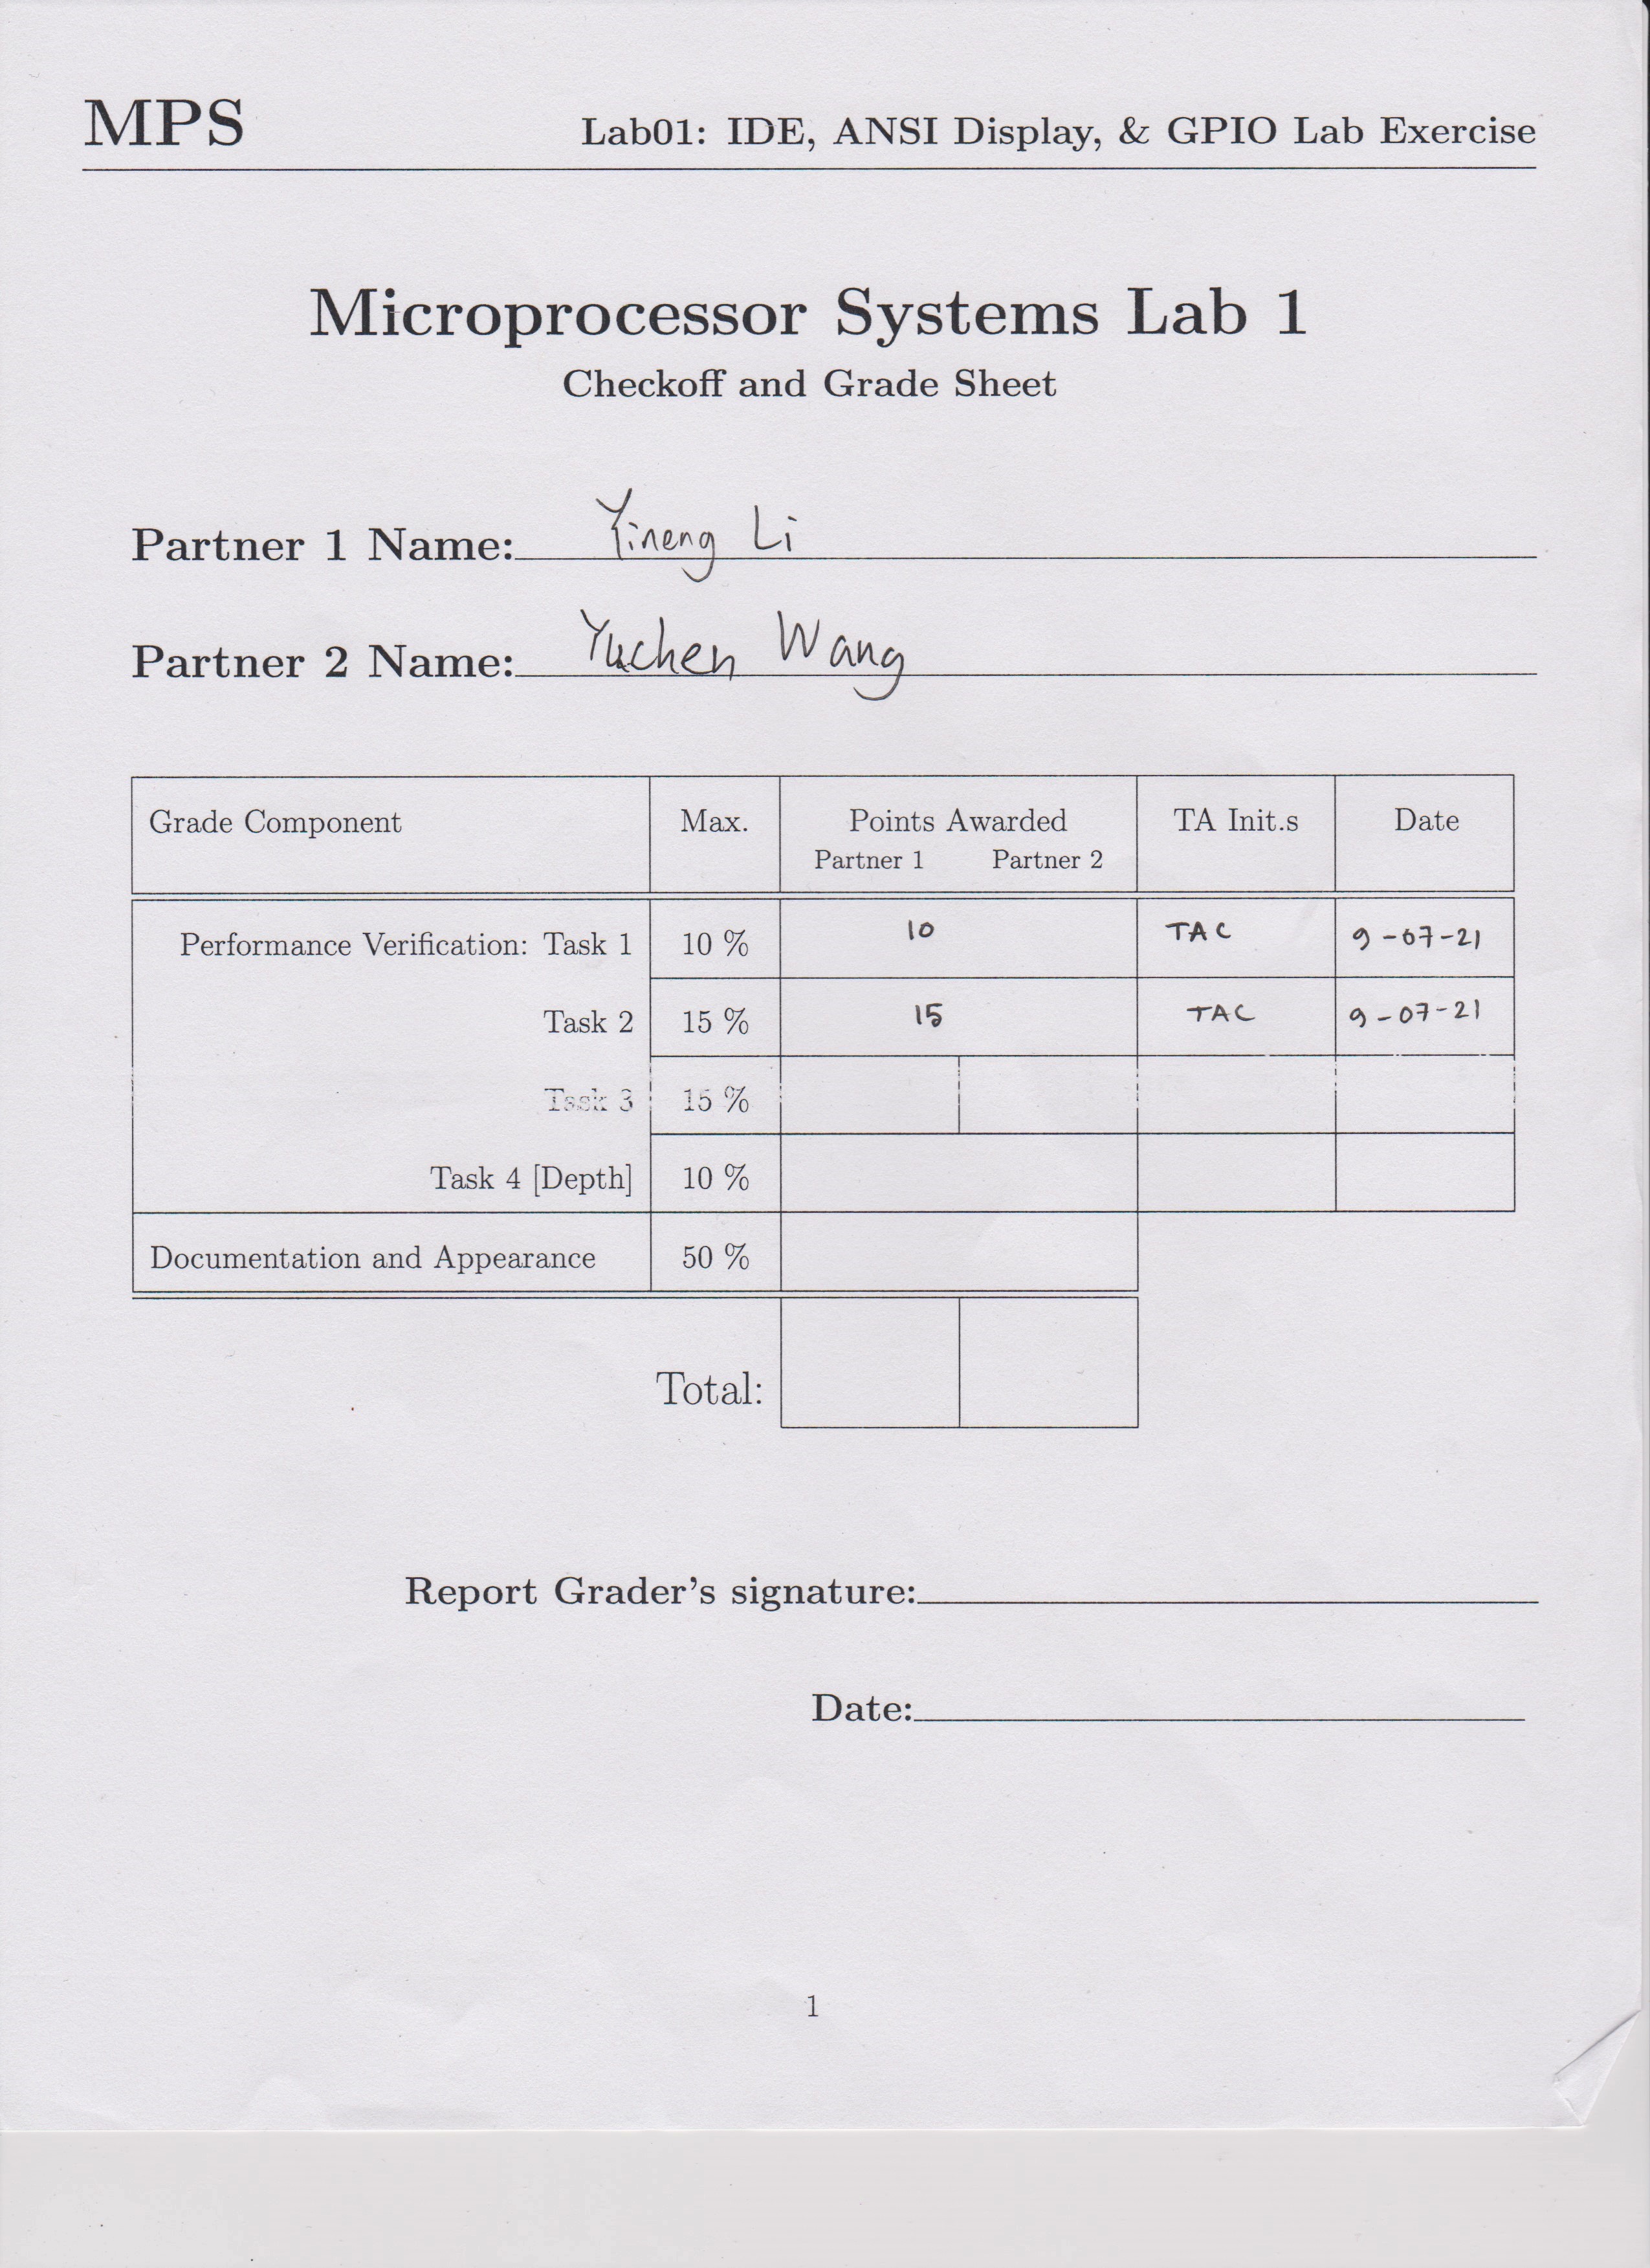 MPS Lab01: IDE, ANSI Display, & GPIO Lab Exercise
Microprocessor Systems Lab 1
Checkoff and Grade Sheet
Partner 1 Name: Yineng Li
Partner 2 Name: Yuchen Wang
Grade Component Max. Points Awarded TA Init.s Date
Partner 1 Partner 2
Performance Verification: Task 1 10 % 10 TAC 9-07-21
Task 2 15 % 15 TAC 9-07-21
Task 3 15 %
Task 4 [Depth] 10 %
Documentation and Appearance 50 %
Total:
Report Grader's signature:
Date:
1